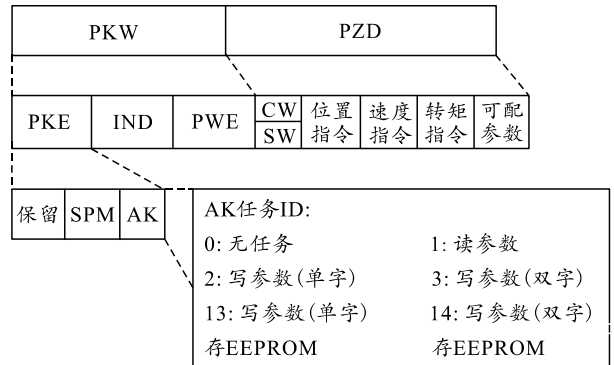 PKW PZD
PKE IND PWE CW 位置 速度 转矩 可配
SW 指令 指令 指令 参数
保留 SPM AK
AK任务ID:
0: 无任务 1: 读参数
2: 写参数(单字) 3: 写参数(双字)
13: 写参数(单字) 14: 写参数(双字)
存EEPROM 存EEPROM